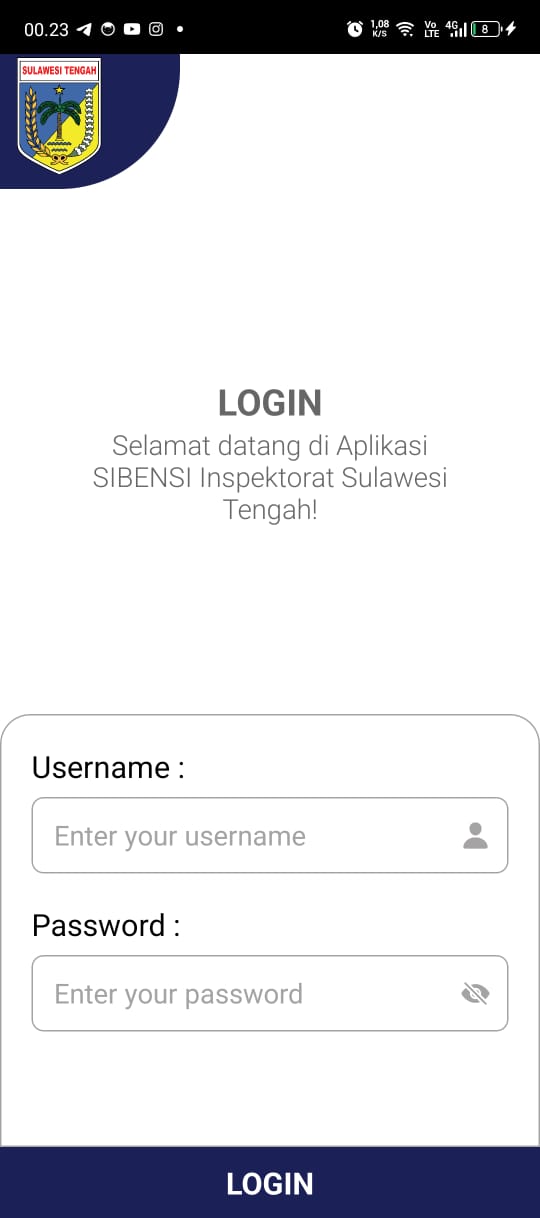 00.23
1,08
K/S
Vo
LTE
4G
8
SULAWESI TENGAH
LOGIN
Selamat datang di Aplikasi
SIBENSI Inspektorat Sulawesi
Tengah!
Username :
Enter your username
Password :
Enter your password
LOGIN